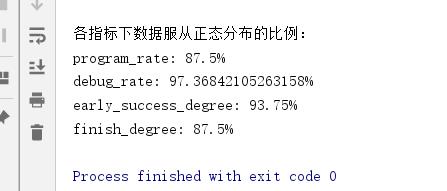 各指标下数据服从正态分布的比例:
program_rate: 87.5%
debug_rate: 97.36842105263158%
early_success_degree: 93.75%
finish_degree: 87.5%
Process finished with exit code 0